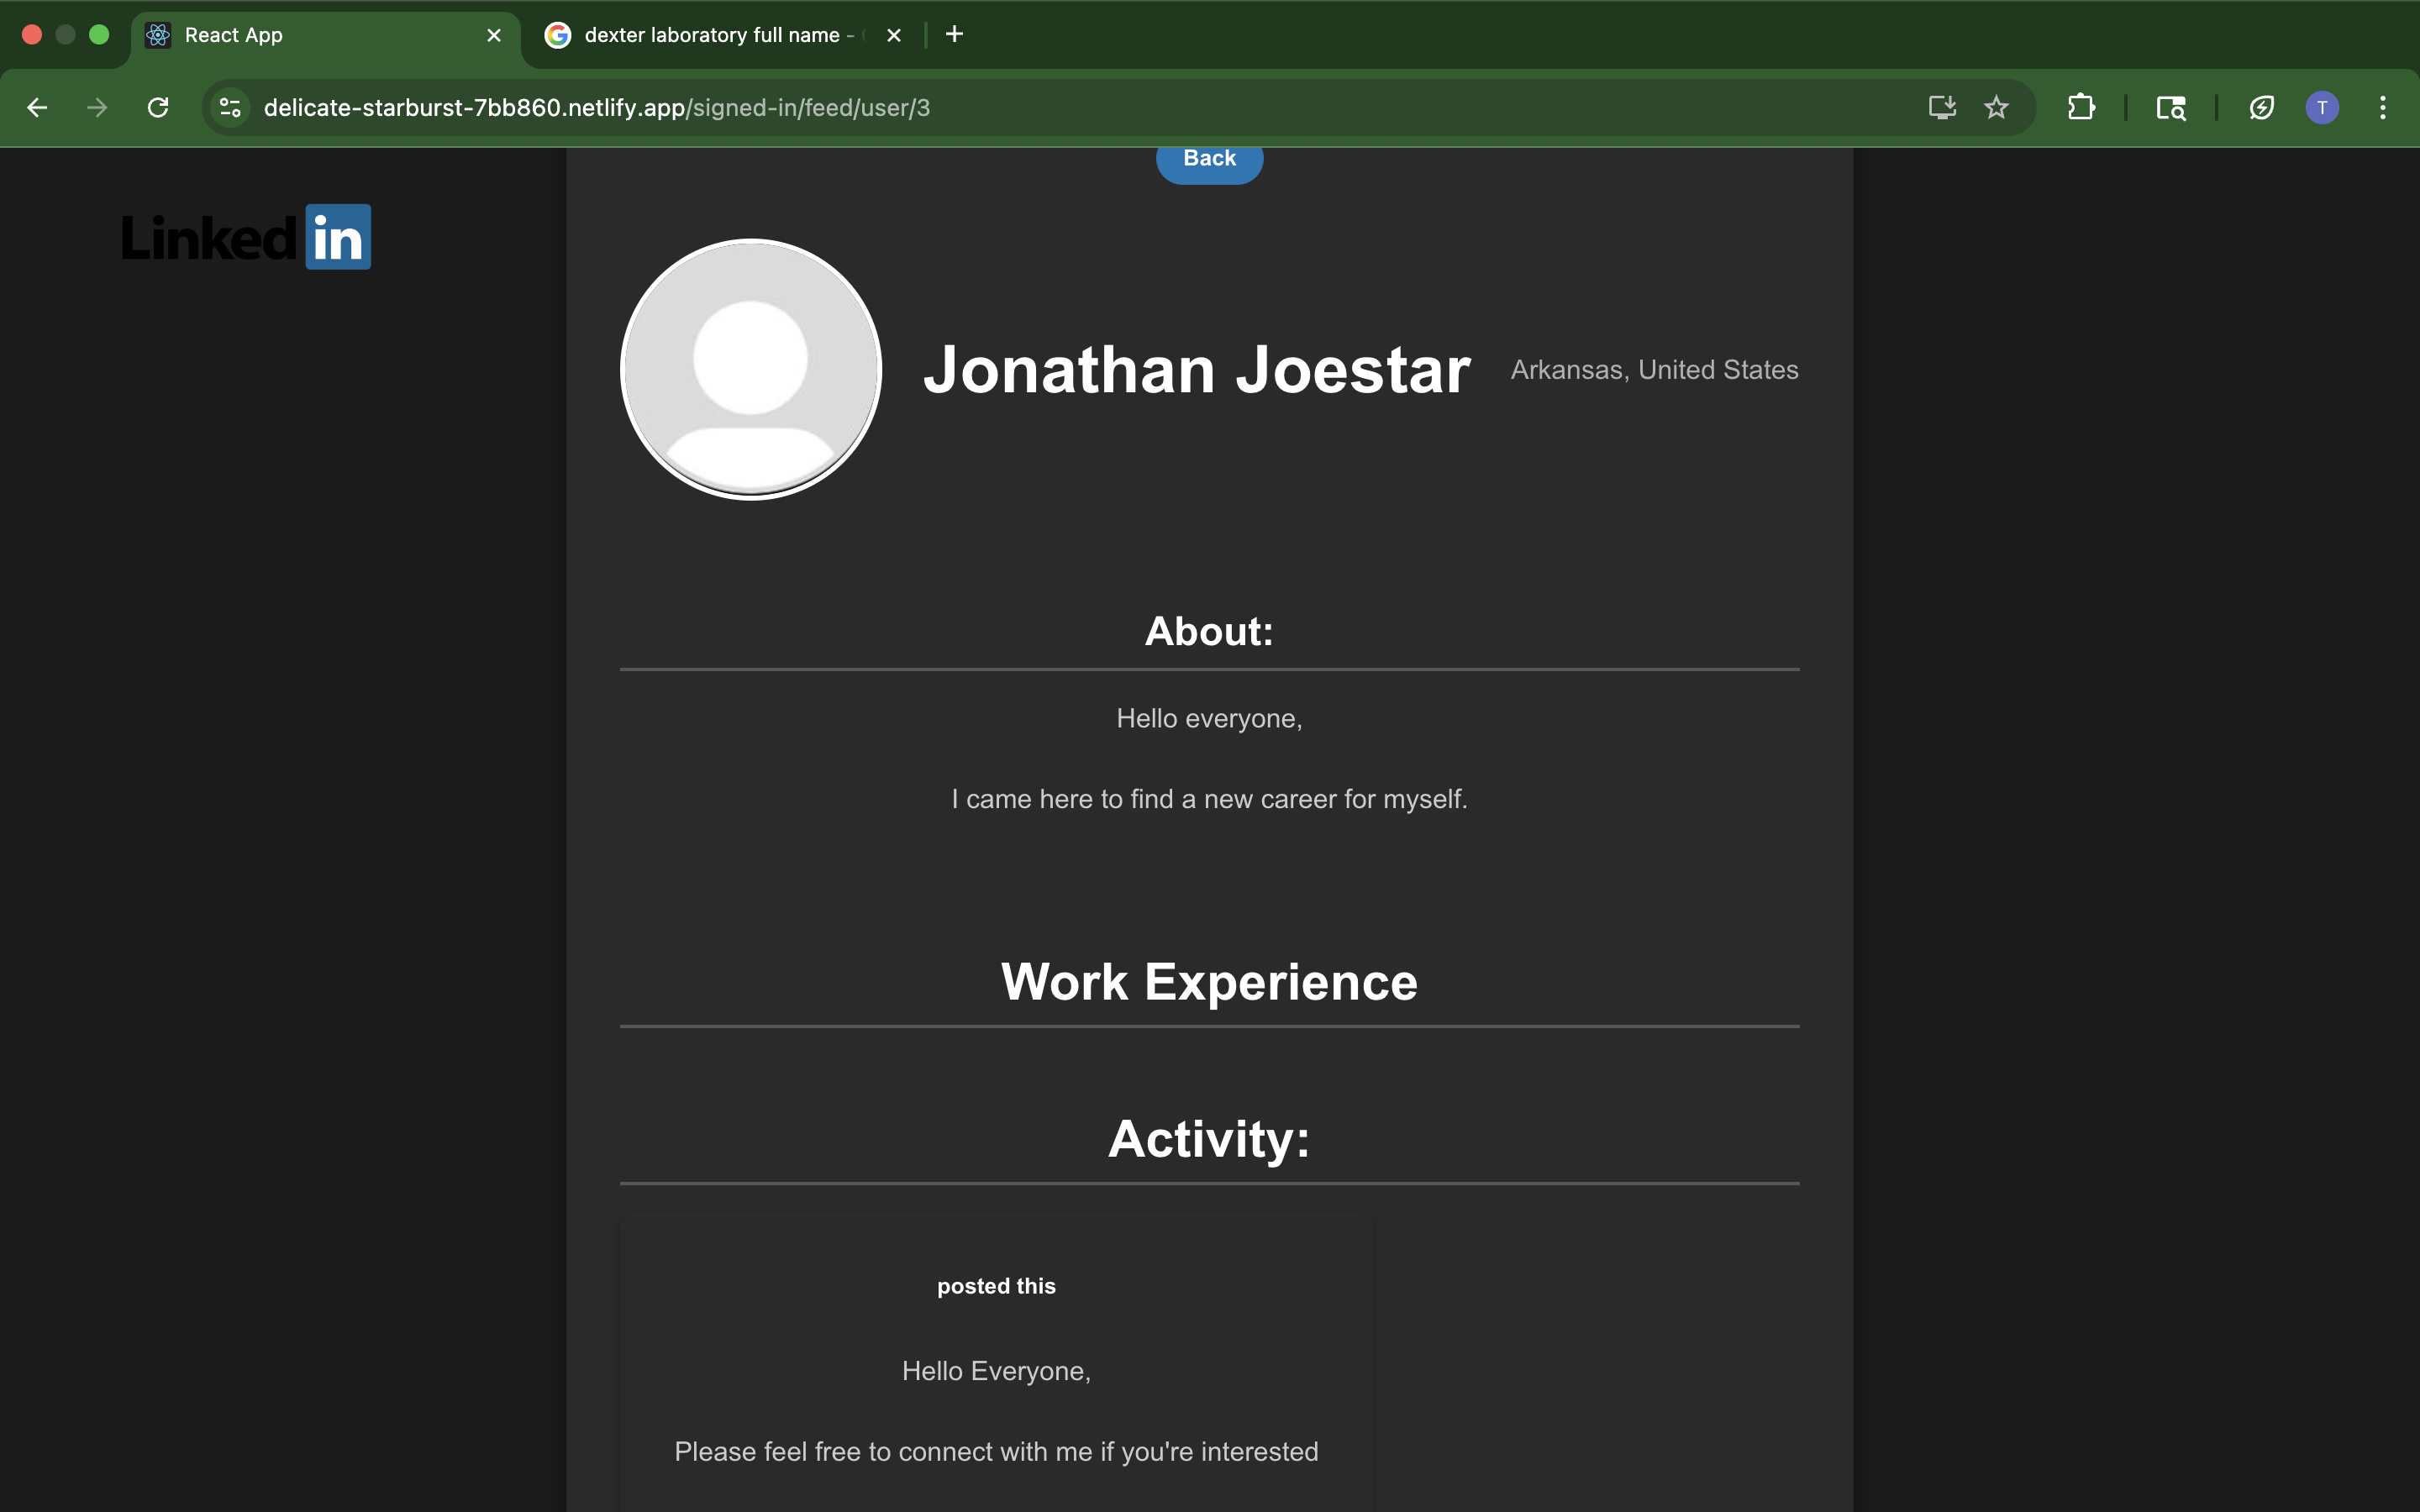 React App
dexter laboratory full name -
delicate-starburst-7bb860.netlify.app/signed-in/feed/user/3
T
Back
Linked in
Jonathan Joestar
Arkansas, United States
About:
Hello everyone,
I came here to find a new career for myself.
Work Experience
Activity:
posted this
Hello Everyone,
Please feel free to connect with me if you're interested